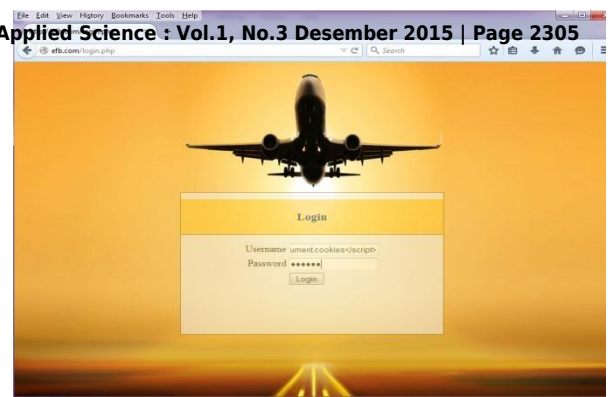 File Edit View History Bookmarks Tools Help
Applied Science : Vol.1, No.3 Desember 2015 | Page 2305
efb.com/login.php
Search
Login
Username ument.cookies</script>
Password ••••••
Login